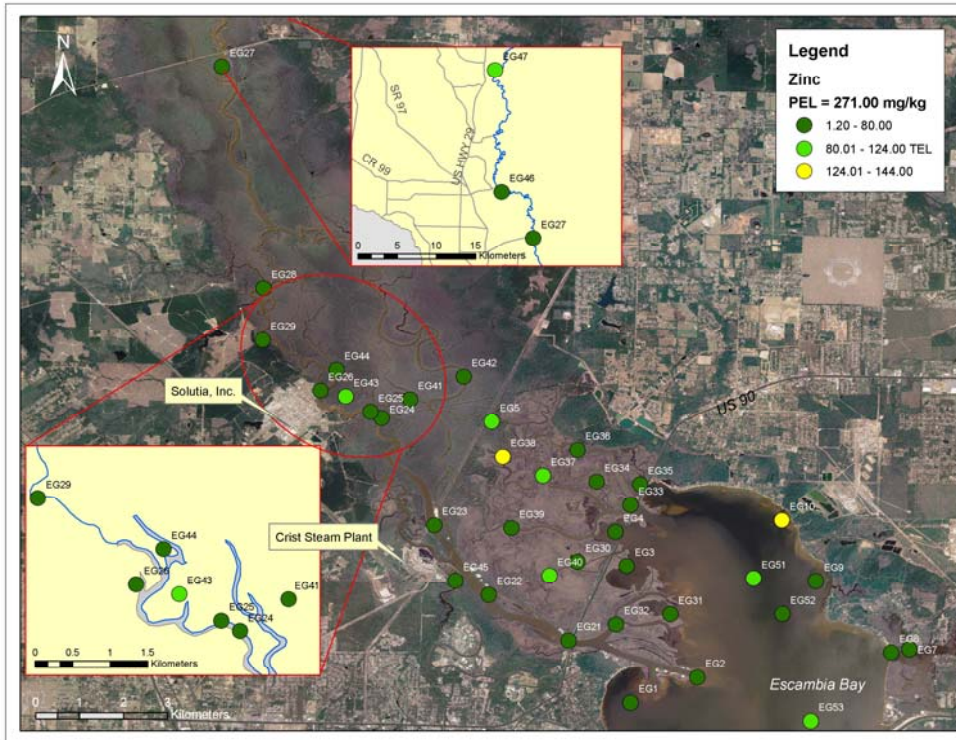 N
EG27
EG47
SR 97
US HWY 29
CR 99
EG46
EG27
0 5 10 15
Kilometers
Legend
Zinc
PEL = 271.00 mg/kg
1.20 - 80.00
80.01 - 124.00 TEL
124.01 - 144.00
EG28
EG29
EG44
EG26
EG43
EG42
EG41
EG25
EG24
Solutia, Inc.
US 90
EG5
EG38
EG36
EG37
EG34
EG35
EG33
EG10
EG23
EG39
EG4
Crist Steam Plant
EG30
EG3
EG40
EG51
EG9
EG45
EG22
EG31
EG52
EG32
EG21
EG2
EG7
EG1
Escambia Bay
EG53
EG29
EG44
EG26
EG43
EG41
EG25
EG24
0 0.5 1 1.5
Kilometers
0 1 2 3
Kilometers